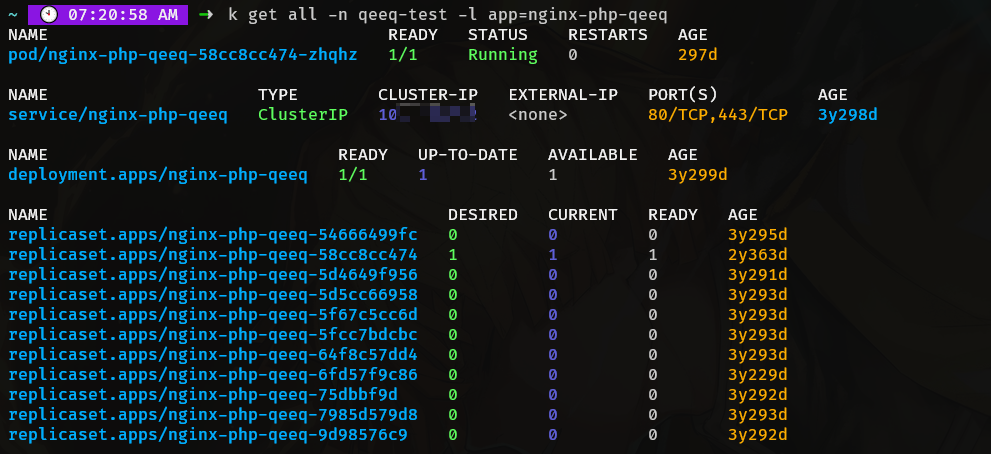 ~ 07:20:58 AM → k get all -n qeeq-test -l app=nginx-php-qeeq
NAME READY STATUS RESTARTS AGE
pod/nginx-php-qeeq-58cc8cc474-zhqhz 1/1 Running 0 297d
NAME TYPE CLUSTER-IP EXTERNAL-IP PORT(S) AGE
service/nginx-php-qeeq ClusterIP 10 <none> 80/TCP,443/TCP 3y298d
NAME READY UP-TO-DATE AVAILABLE AGE
deployment.apps/nginx-php-qeeq 1/1 1 1 3y299d
NAME DESIRED CURRENT READY AGE
replicaset.apps/nginx-php-qeeq-54666499fc 0 0 0 3y295d
replicaset.apps/nginx-php-qeeq-58cc8cc474 1 1 1 2y363d
replicaset.apps/nginx-php-qeeq-5d4649f956 0 0 0 3y291d
replicaset.apps/nginx-php-qeeq-5d5cc66958 0 0 0 3y293d
replicaset.apps/nginx-php-qeeq-5f67c5cc6d 0 0 0 3y293d
replicaset.apps/nginx-php-qeeq-5fcc7bdcbc 0 0 0 3y293d
replicaset.apps/nginx-php-qeeq-64f8c57dd4 0 0 0 3y293d
replicaset.apps/nginx-php-qeeq-6fd57f9c86 0 0 0 3y229d
replicaset.apps/nginx-php-qeeq-75dbbf9d 0 0 0 3y292d
replicaset.apps/nginx-php-qeeq-7985d579d8 0 0 0 3y293d
replicaset.apps/nginx-php-qeeq-9d98576c9 0 0 0 3y292d